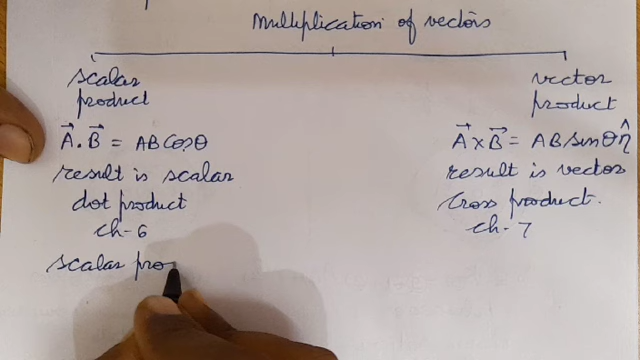 Multiplication of vectors
scalar product
A⃗ . B⃗ = AB Cosθ
result is scalar
dot product
ch-6
vector product
A⃗ × B⃗ = AB sinθ n̂
result is vector
Cross product.
ch-7
scalar pro